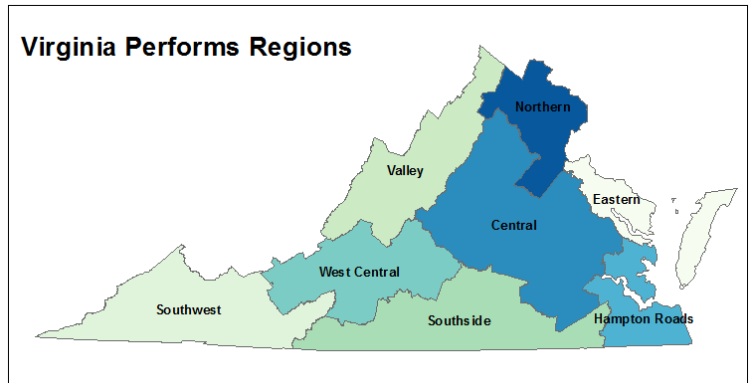 Virginia Performs Regions
Northern
Valley
Eastern
Central
West Central
Southwest
Southside
Hampton Roads